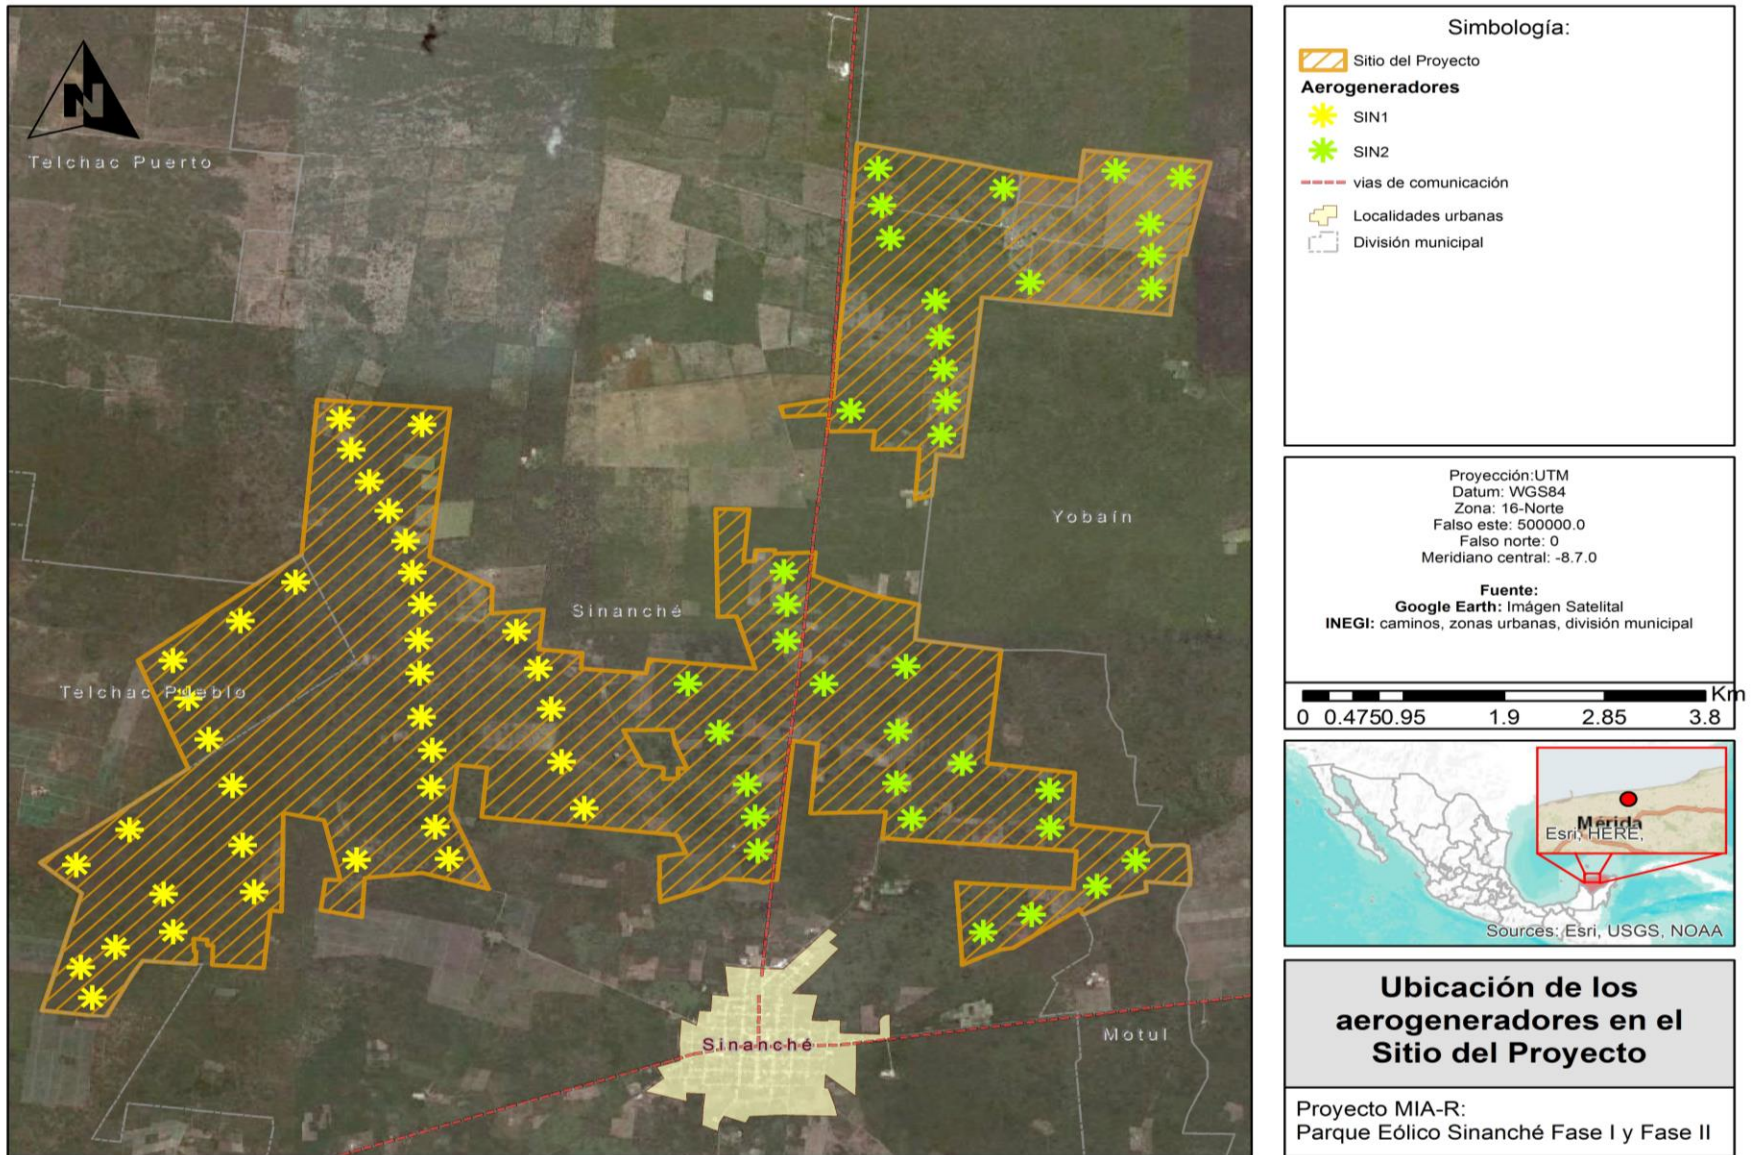 N
Telchac Puerto
Yobaín
Sinanché
Telchac Pueblo
Sinanché
Motul
Simbología:
Sitio del Proyecto
Aerogeneradores
SIN1
SIN2
vias de comunicación
Localidades urbanas
División municipal
Proyección:UTM
Datum: WGS84
Zona: 16-Norte
Falso este: 500000.0
Falso norte: 0
Meridiano central: -8.7.0
Fuente:
Google Earth: Imágen Satelital
INEGI: caminos, zonas urbanas, división municipal
Km
0 0.4750.95 1.9 2.85 3.8
Mérida
Esri, HERE,
Sources: Esri, USGS, NOAA
Ubicación de los
aerogeneradores en el
Sitio del Proyecto
Proyecto MIA-R:
Parque Eólico Sinanché Fase I y Fase II